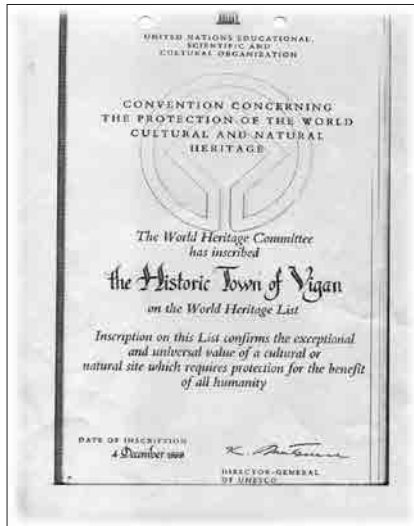 UNITED NATIONS EDUCATIONAL,
SCIENTIFIC AND
CULTURAL ORGANIZATION
CONVENTION CONCERNING
THE PROTECTION OF THE WORLD
CULTURAL AND NATURAL
HERITAGE
The World Heritage Committee
has inscribed
the Historic Town of Vigan
on the World Heritage List
Inscription on this List confirms the exceptional
and universal value of a cultural or
natural site which requires protection for the benefit
of all humanity
DATE OF INSCRIPTION
4 December
DIRECTOR-GENERAL
OF UNESCO